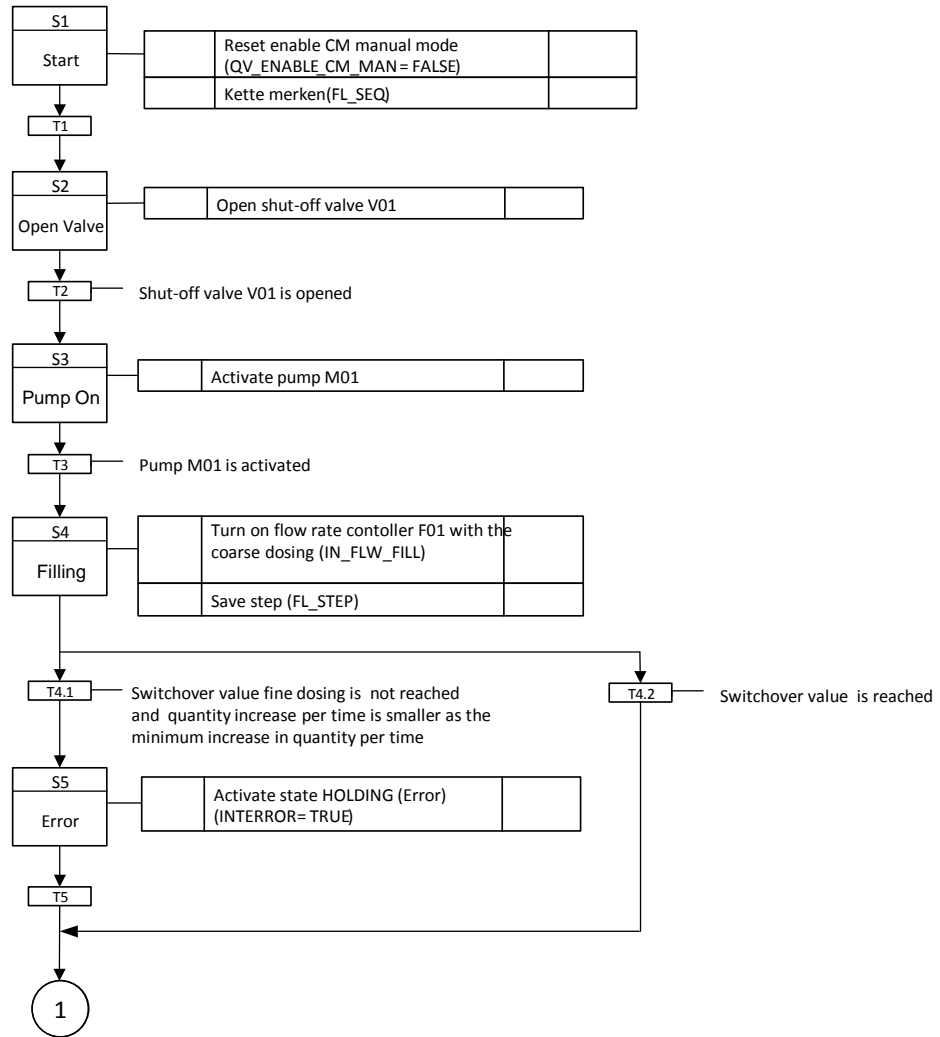 S1
Start
Reset enable CM manual mode
(QV_ENABLE_CM_MAN = FALSE)
Kette merken(FL_SEQ)
T1
S2
Open Valve
Open shut-off valve V01
T2
Shut-off valve V01 is opened
S3
Pump On
Activate pump M01
T3
Pump M01 is activated
S4
Filling
Turn on flow rate contoller F01 with the
coarse dosing (IN_FLW_FILL)
Save step (FL_STEP)
T4.1
Switchover value fine dosing is not reached
and quantity increase per time is smaller as the
minimum increase in quantity per time
T4.2
Switchover value is reached
S5
Error
Activate state HOLDING (Error)
(INTERROR= TRUE)
T5
1